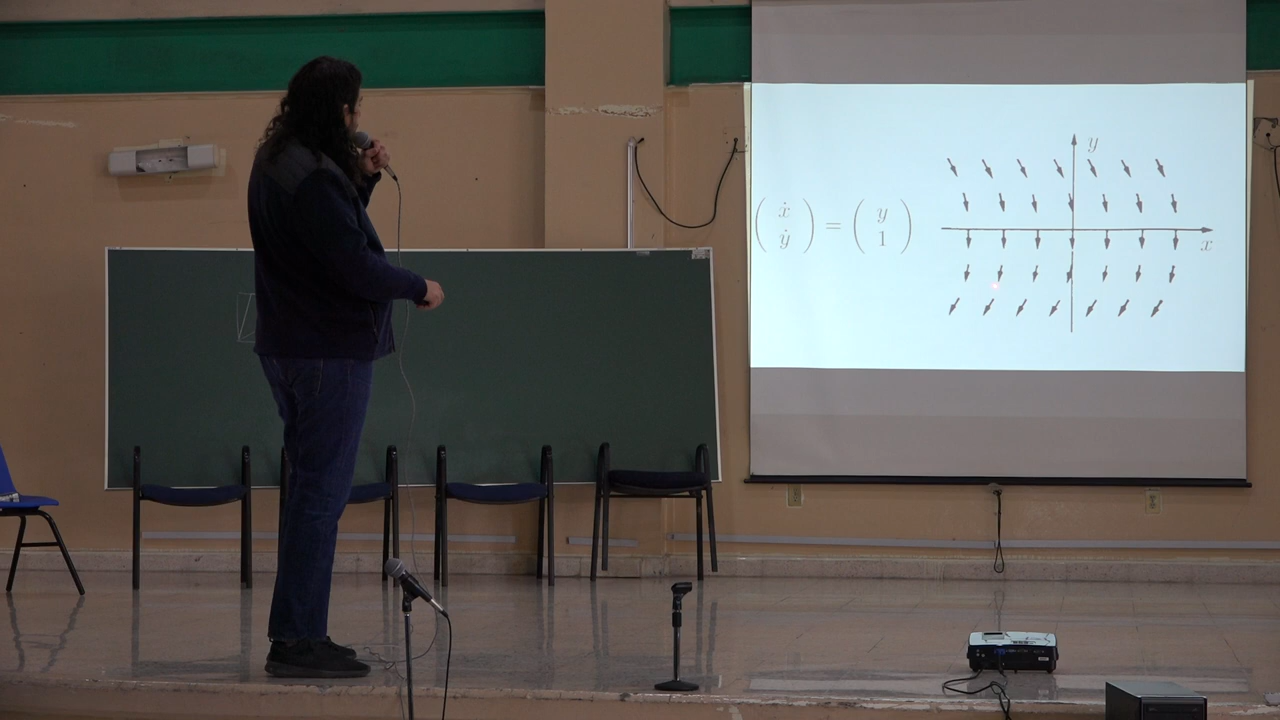 y
( ẋ ẏ ) = ( y 1 )
x